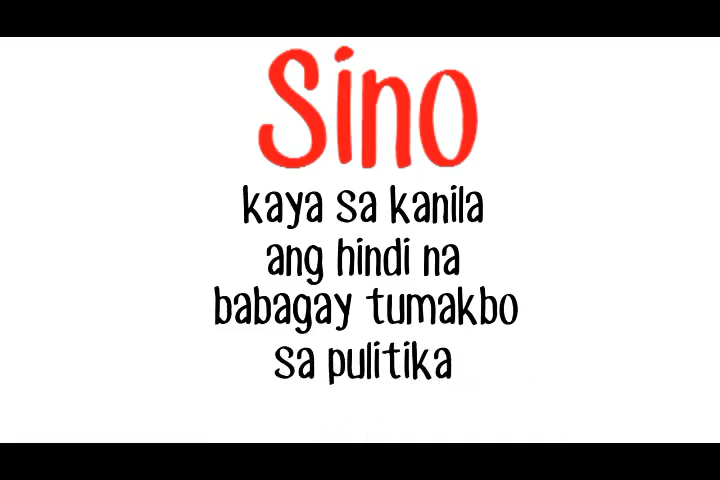 Sino
kaya sa kanila
ang hindi na
babagay tumakbo
sa pulitika